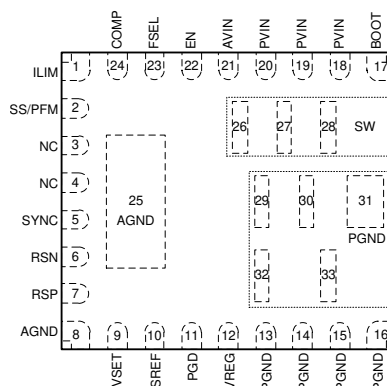 COMP FSEL EN AVIN PVIN PVIN PVIN BOOT
ILIM 1 24 23 22 21 20 19 18 17
SS/PFM 2
26 27 28 SW
NC 3
NC 4
25
AGND
29 30 31
SYNC 5
PGND
RSN 6
32 33
RSP 7
AGND 8 9 10 11 12 13 14 15 16
VSET SREF PGD VREG PGND PGND PGND GND